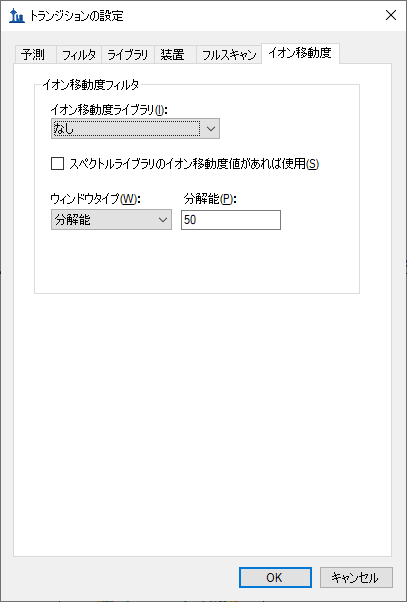 トランジションの設定
予測 フィルタ ライブラリ 装置 フルスキャン イオン移動度
イオン移動度フィルタ
イオン移動度ライブラリ(I):
なし
スペクトルライブラリのイオン移動度値があれば使用(S)
ウィンドウタイプ(W): 分解能(P):
分解能 50
OK キャンセル